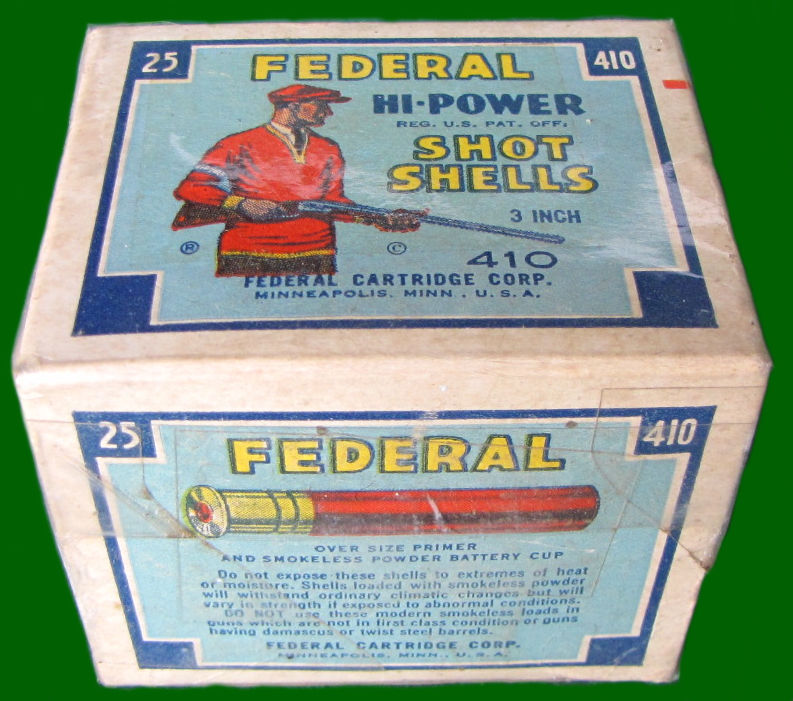 25 FEDERAL 410
HI-POWER
REG. U.S. PAT. OFF.
SHOT
SHELLS
3 INCH
® © 410
FEDERAL CARTRIDGE CORP.
MINNEAPOLIS, MINN., U.S.A.
25 FEDERAL 410
OVER SIZE PRIMER
AND SMOKELESS POWDER BATTERY CUP
Do not expose these shells to extremes of heat
or moisture. Shells loaded with smokeless powder
will withstand ordinary climatic changes but will
vary in strength if exposed to abnormal conditions.
DO NOT use these modern smokeless loads in
guns which are not in first class condition or guns
having damascus or twist steel barrels.
FEDERAL CARTRIDGE CORP.
MINNEAPOLIS, MINN., U.S.A.